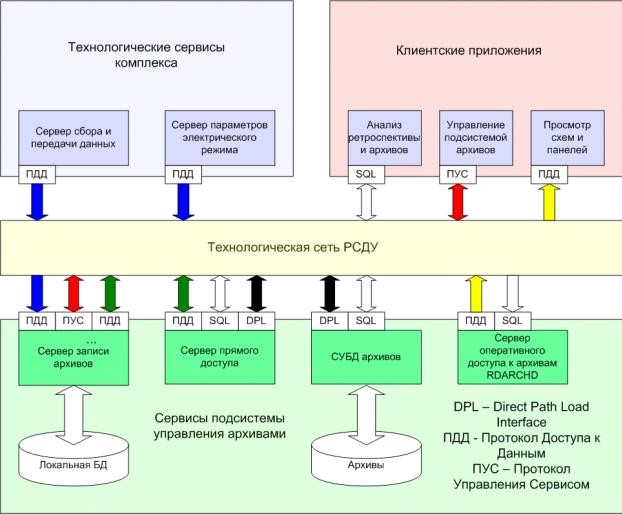 Технологические сервисы
комплекса
Клиентские приложения
Сервер сбора и
передачи данных
Сервер параметров
электрического
режима
Анализ
ретроспективы
и архивов
Управление
подсистемой
архивов
Просмотр
схем и
панелей
ПДД
ПДД
SQL
ПУС
ПДД
Технологическая сеть РСДУ
ПДД
ПУС
ПДД
ПДД
SQL
DPL
DPL
SQL
ПДД
SQL
...
Сервер записи
архивов
Сервер прямого
доступа
СУБД архивов
Сервер
оперативного
доступа к архивам
RDARCHD
Сервисы подсистемы
управления архивами
DPL – Direct Path Load
Interface
ПДД - Протокол Доступа к
Данным
ПУС – Протокол
Управления Сервисом
Локальная БД
Архивы